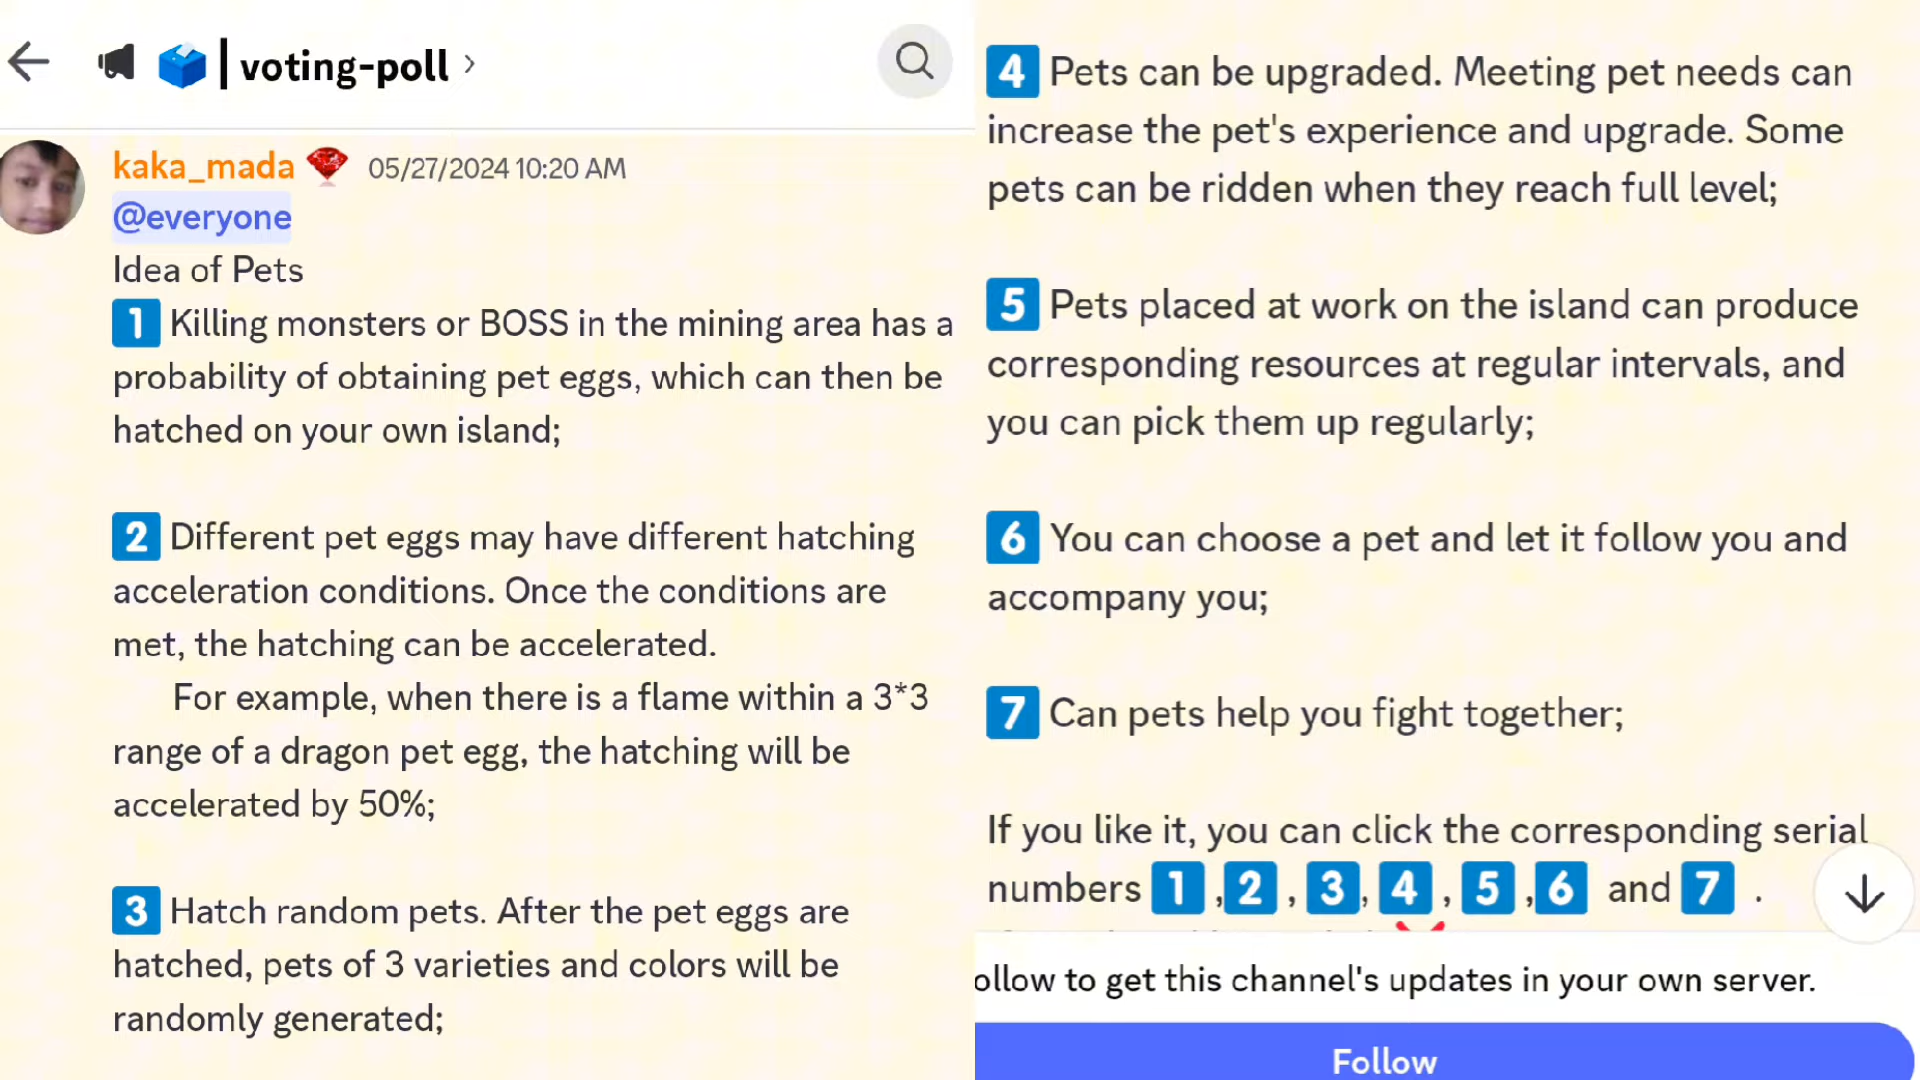 voting-poll
kaka_mada 05/27/2024 10:20 AM
@everyone
Idea of Pets
1 Killing monsters or BOSS in the mining area has a
probability of obtaining pet eggs, which can then be
hatched on your own island;
2 Different pet eggs may have different hatching
acceleration conditions. Once the conditions are
met, the hatching can be accelerated.
For example, when there is a flame within a 3*3
range of a dragon pet egg, the hatching will be
accelerated by 50%;
3 Hatch random pets. After the pet eggs are
hatched, pets of 3 varieties and colors will be
randomly generated;
4 Pets can be upgraded. Meeting pet needs can
increase the pet's experience and upgrade. Some
pets can be ridden when they reach full level;
5 Pets placed at work on the island can produce
corresponding resources at regular intervals, and
you can pick them up regularly;
6 You can choose a pet and let it follow you and
accompany you;
7 Can pets help you fight together;
If you like it, you can click the corresponding serial
numbers 1 ,2 , 3, 4 , 5 ,6 and 7 .
ollow to get this channel's updates in your own server.
Follow